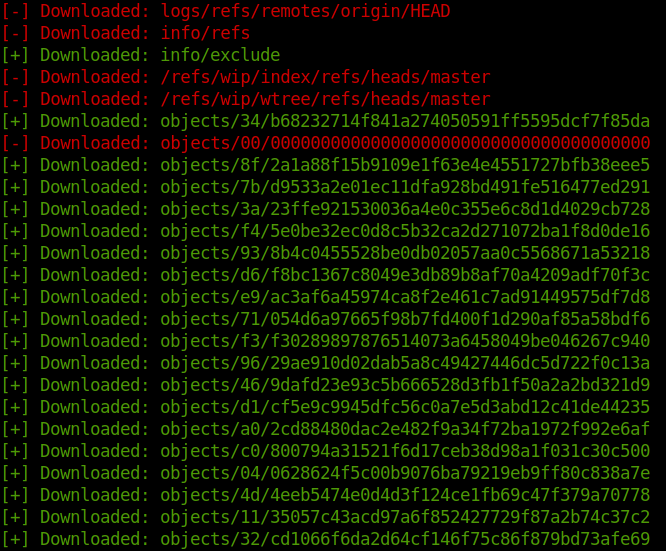 [-] Downloaded: logs/refs/remotes/origin/HEAD
[-] Downloaded: info/refs
[+] Downloaded: info/exclude
[-] Downloaded: /refs/wip/index/refs/heads/master
[-] Downloaded: /refs/wip/wtree/refs/heads/master
[+] Downloaded: objects/34/b68232714f841a274050591ff5595dcf7f85da
[-] Downloaded: objects/00/00000000000000000000000000000000000000
[+] Downloaded: objects/8f/2a1a88f15b9109e1f63e4e4551727bfb38eee5
[+] Downloaded: objects/7b/d9533a2e01ec11dfa928bd491fe516477ed291
[+] Downloaded: objects/3a/23ffe921530036a4e0c355e6c8d1d4029cb728
[+] Downloaded: objects/f4/5e0be32ec0d8c5b32ca2d271072ba1f8d0de16
[+] Downloaded: objects/93/8b4c0455528be0db02057aa0c5568671a53218
[+] Downloaded: objects/d6/f8bc1367c8049e3db89b8af70a4209adf70f3c
[+] Downloaded: objects/e9/ac3af6a45974ca8f2e461c7ad91449575df7d8
[+] Downloaded: objects/71/054d6a97665f98b7fd400f1d290af85a58bdf6
[+] Downloaded: objects/f3/f30289897876514073a6458049be046267c940
[+] Downloaded: objects/96/29ae910d02dab5a8c49427446dc5d722f0c13a
[+] Downloaded: objects/46/9dafd23e93c5b666528d3fb1f50a2a2bd321d9
[+] Downloaded: objects/d1/cf5e9c9945dfc56c0a7e5d3abd12c41de44235
[+] Downloaded: objects/a0/2cd88480dac2e482f9a34f72ba1972f992e6af
[+] Downloaded: objects/c0/800794a31521f6d17ceb38d98a1f031c30c500
[+] Downloaded: objects/04/0628624f5c00b9076ba79219eb9ff80c838a7e
[+] Downloaded: objects/4d/4eeb5474e0d4d3f124ce1fb69c47f379a70778
[+] Downloaded: objects/11/35057c43acd97a6f852427729f87a2b74c37c2
[+] Downloaded: objects/32/cd1066f6da2d64cf146f75c86f879bd73afe69